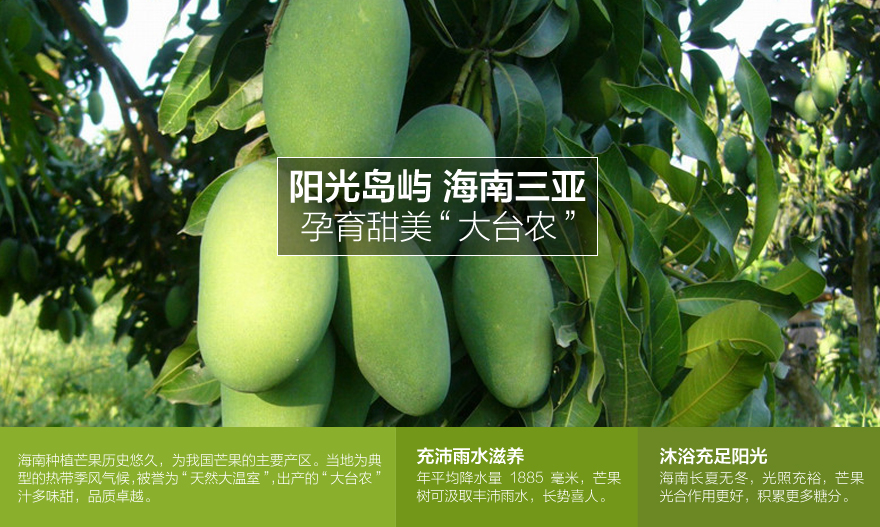 阳光岛屿 海南三亚
孕育甜美“大台农”
海南种植芒果历史悠久，为我国芒果的主要产区。当地为典
型的热带季风气候，被誉为“天然大温室”，出产的“大台农”
汁多味甜，品质卓越。
充沛雨水滋养
年平均降水量 1885 毫米，芒果
树可汲取丰沛雨水，长势喜人。
沐浴充足阳光
海南长夏无冬，光照充裕，芒果
光合作用更好，积累更多糖分。